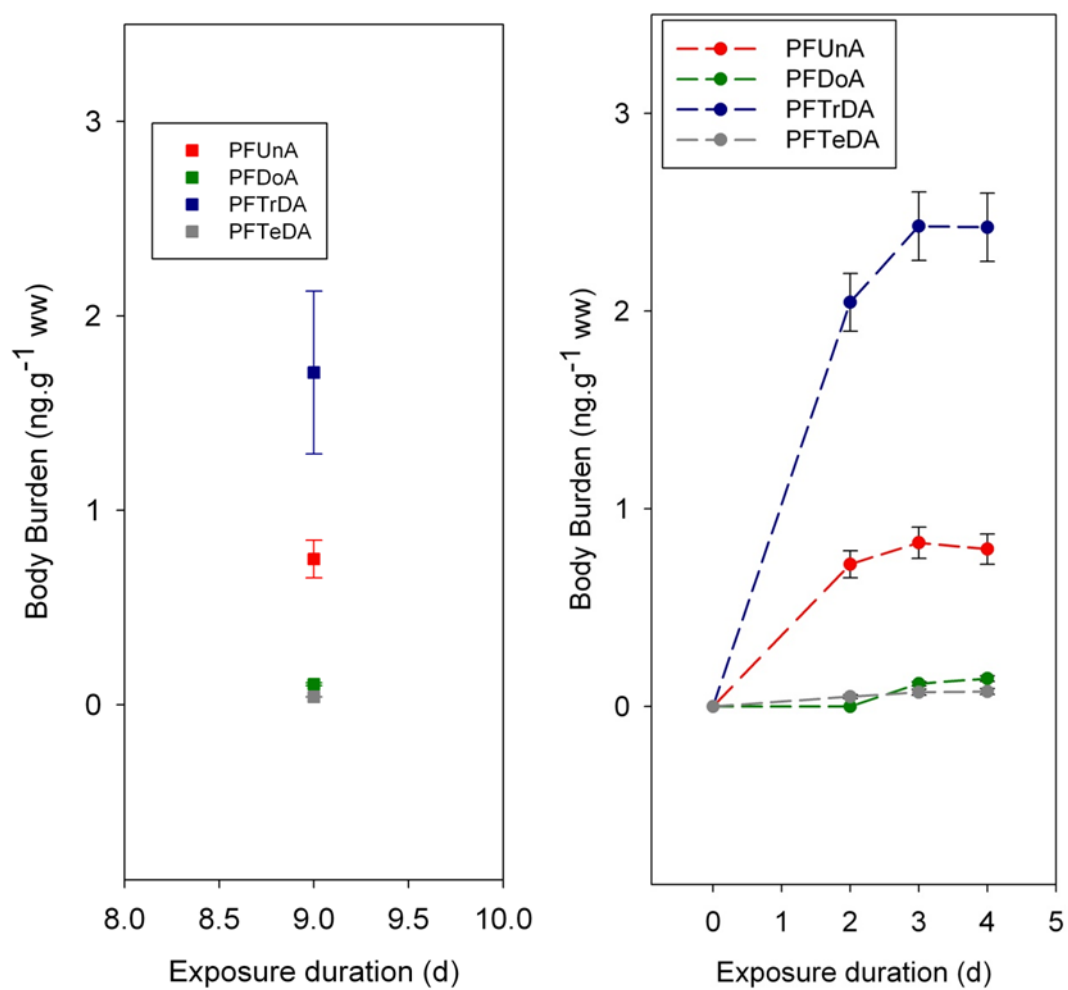 3
2
1
0
Body Burden (ng.g-1 ww)
PFUnA
PFDoA
PFTrDA
PFTeDA
8.0 8.5 9.0 9.5 10.0
Exposure duration (d)
3
2
1
0
Body Burden (ng.g-1 ww)
PFUnA
PFDoA
PFTrDA
PFTeDA
0 1 2 3 4 5
Exposure duration (d)